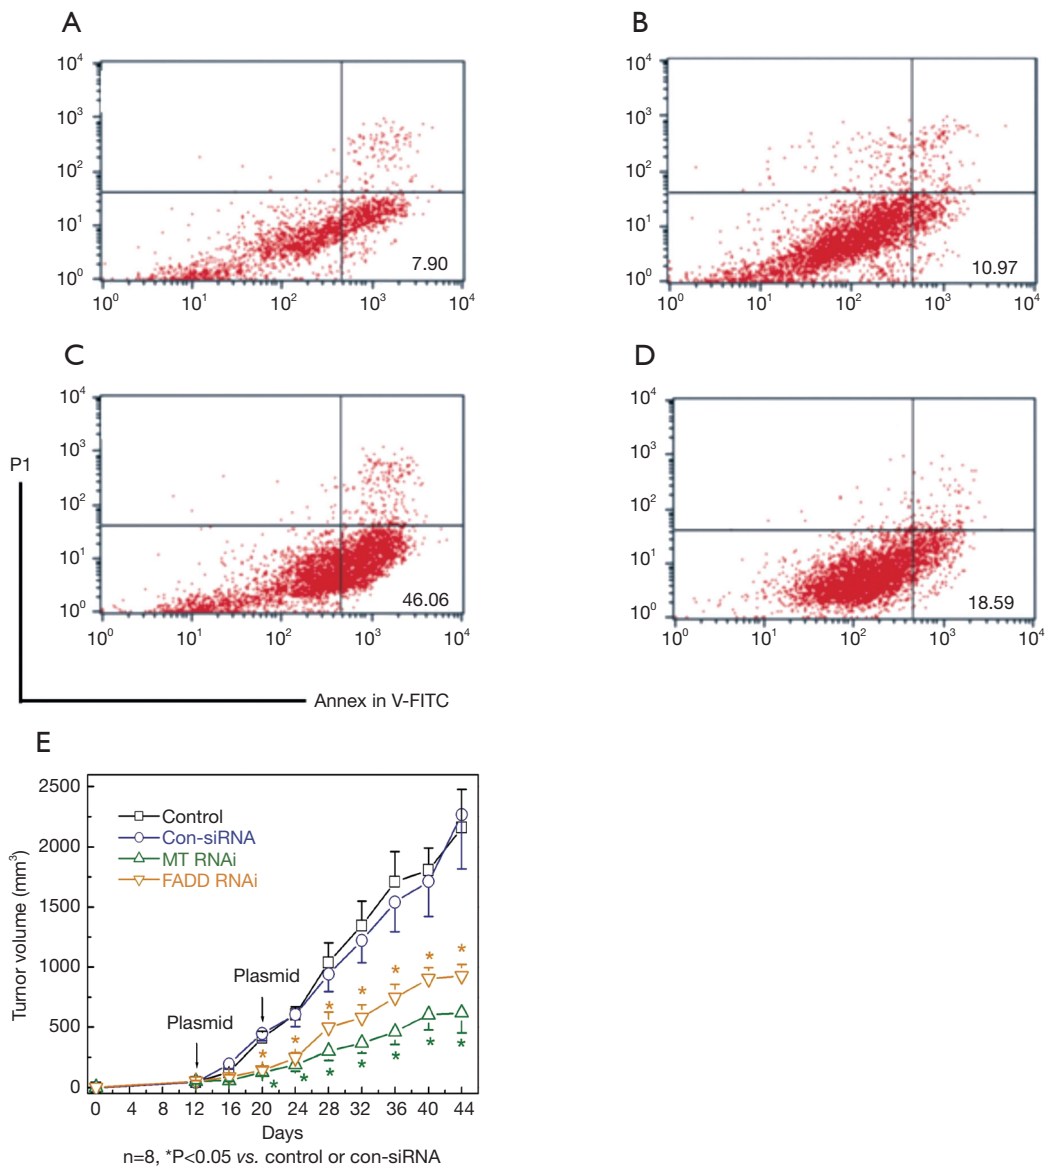 A
B
10⁴
10³
10²
10¹
10⁰
7.90
10⁰
10¹
10²
10³
10⁴
10⁴
10³
10²
10¹
10⁰
10.97
10⁰
10¹
10²
10³
10⁴
C
D
P1
10⁴
10³
10²
10¹
10⁰
46.06
10⁰
10¹
10²
10³
10⁴
10⁴
10³
10²
10¹
10⁰
18.59
10⁰
10¹
10²
10³
10⁴
Annex in V-FITC
E
Turnor volume (mm³)
2500
2000
1500
1000
500
0
Control
Con-siRNA
MT RNAi
FADD RNAi
Plasmid
Plasmid
* * * * * * *
* * * * * * *
0 4 8 12 16 20 24 28 32 36 40 44
Days
n=8, *P<0.05 vs. control or con-siRNA